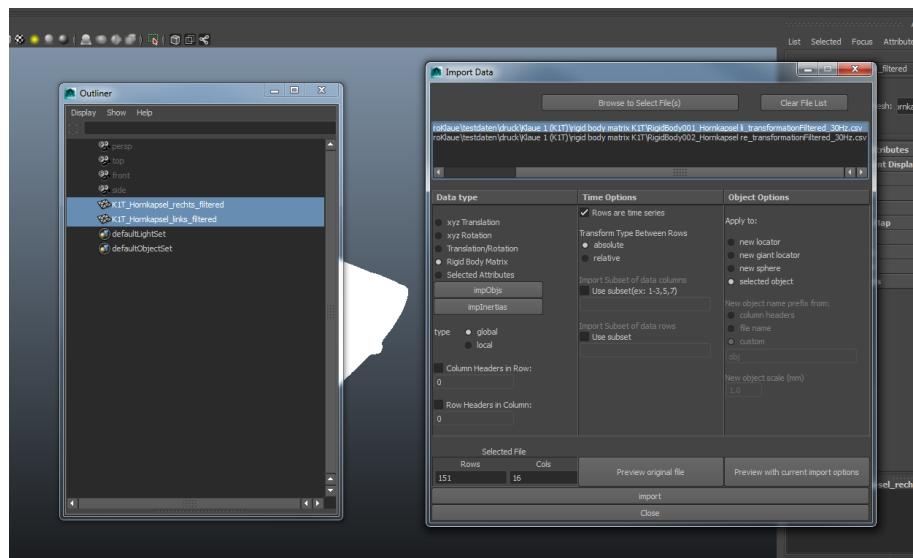 List Selected Focus Attribute
Outliner
Display Show Help
persp
top
front
side
K1T_Hornkapsel_rechts_filtered
K1T_Hornkapsel_links_filtered
defaultLightSet
defaultObjectSet
Import Data
Browse to Select File(s)
Clear File List
roKlaue\testdaten\druck\Klaue 1 (K1T)\rigid body matrix K1T\RigidBody001_Hornkapsel li_transformationFiltered_30Hz.csv
roKlaue\testdaten\druck\Klaue 1 (K1T)\rigid body matrix K1T\RigidBody002_Hornkapsel re_transformationFiltered_30Hz.csv
Data type
xyz Translation
xyz Rotation
Translation/Rotation
Rigid Body Matrix
Selected Attributes
impObjs
impInertias
type global
local
Column Headers in Row:
0
Row Headers in Column:
0
Time Options
Rows are time series
Transform Type Between Rows
absolute
relative
Import Subset of data columns
Use subset(ex: 1-3,5,7)
Import Subset of data rows
Use subset
Object Options
Apply to:
new locator
new giant locator
new sphere
selected object
New object name prefix from:
column headers
file name
custom
obj
New object scale (mm)
1.0
Selected File
Rows Cols
151 16
Preview original file
Preview with current import options
import
Close
_filtered
esh:
ributes
t Display
ap
s
sel_rech